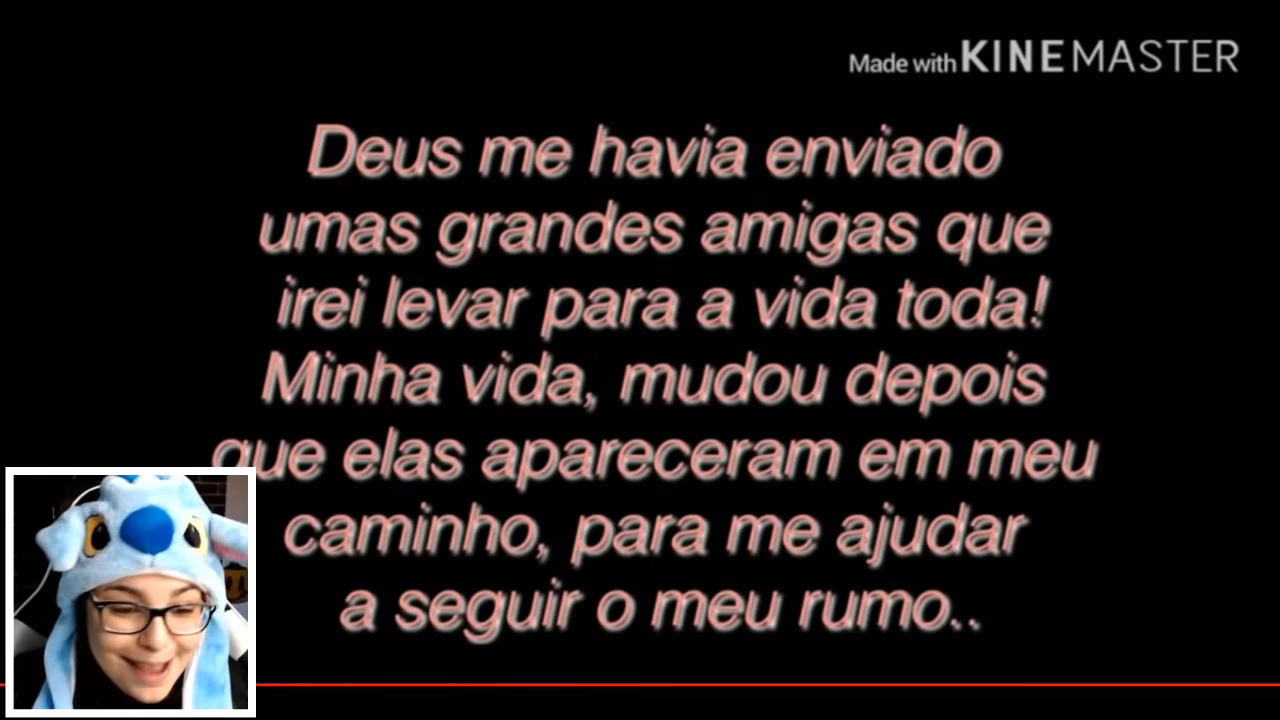 Made with KINEMASTER
Deus me havia enviado
umas grandes amigas que
irei levar para a vida toda!
Minha vida, mudou depois
que elas apareceram em meu
caminho, para me ajudar
a seguir o meu rumo..